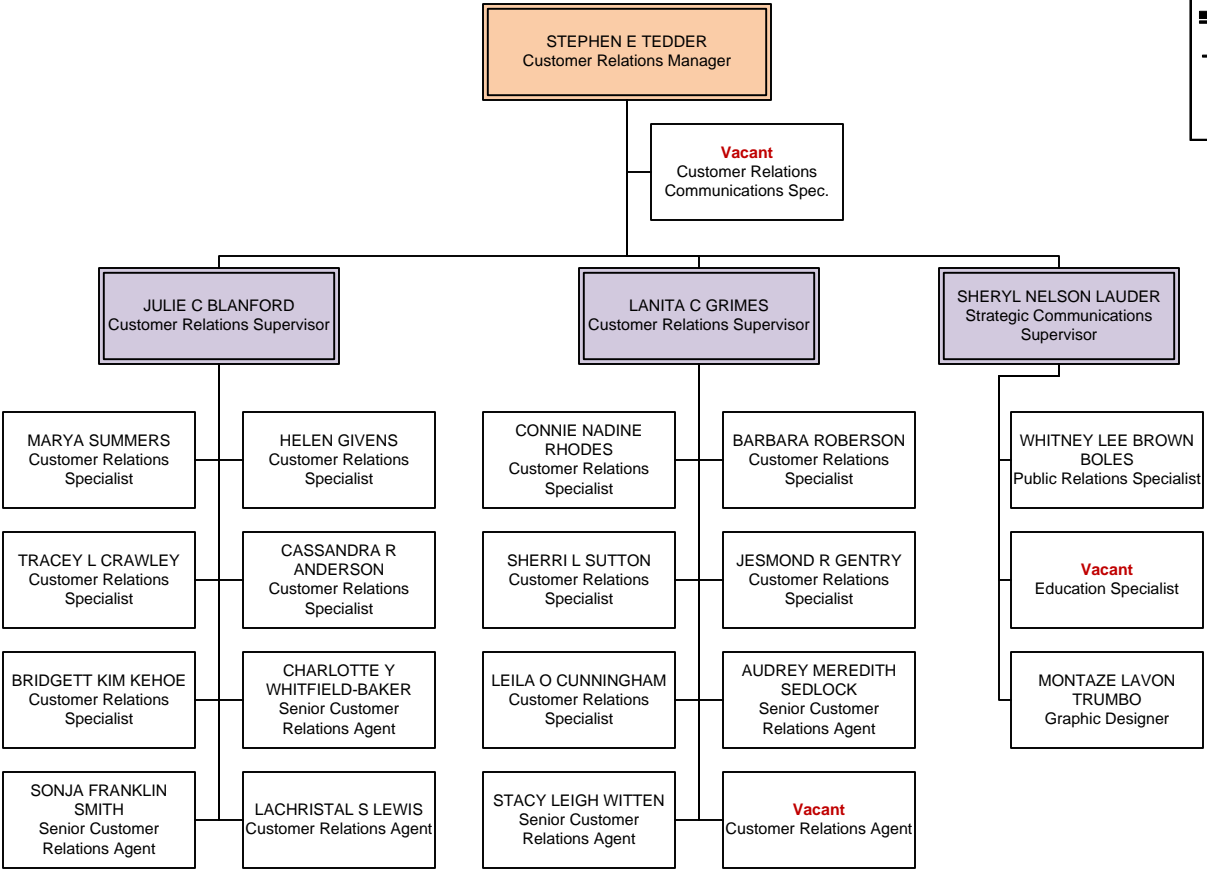 STEPHEN E TEDDER
Customer Relations Manager
Vacant
Customer Relations
Communications Spec.
JULIE C BLANFORD
Customer Relations Supervisor
LANITA C GRIMES
Customer Relations Supervisor
SHERYL NELSON LAUDER
Strategic Communications
Supervisor
MARYA SUMMERS
Customer Relations
Specialist
HELEN GIVENS
Customer Relations
Specialist
CONNIE NADINE
RHODES
Customer Relations
Specialist
BARBARA ROBERSON
Customer Relations
Specialist
WHITNEY LEE BROWN
BOLES
Public Relations Specialist
TRACEY L CRAWLEY
Customer Relations
Specialist
CASSANDRA R
ANDERSON
Customer Relations
Specialist
SHERRI L SUTTON
Customer Relations
Specialist
JESMOND R GENTRY
Customer Relations
Specialist
Vacant
Education Specialist
BRIDGETT KIM KEHOE
Customer Relations
Specialist
CHARLOTTE Y
WHITFIELD-BAKER
Senior Customer
Relations Agent
LEILA O CUNNINGHAM
Customer Relations
Specialist
AUDREY MEREDITH
SEDLOCK
Senior Customer
Relations Agent
MONTAZE LAVON
TRUMBO
Graphic Designer
SONJA FRANKLIN
SMITH
Senior Customer
Relations Agent
LACHRISTAL S LEWIS
Customer Relations Agent
STACY LEIGH WITTEN
Senior Customer
Relations Agent
Vacant
Customer Relations Agent